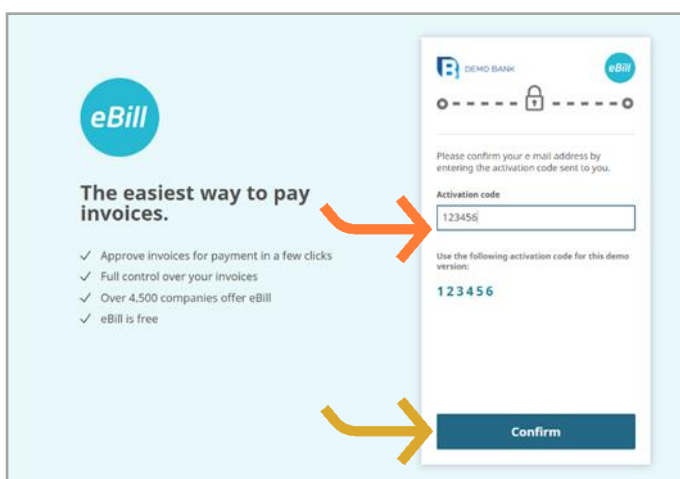 eBill
The easiest way to pay
invoices.
✓ Approve invoices for payment in a few clicks
✓ Full control over your invoices
✓ Over 4,500 companies offer eBill
✓ eBill is free
DEMO BANK
eBill
Please confirm your e mail address by
entering the activation code sent to you.
Activation code
123456
Use the following activation code for this demo
version:
123456
Confirm